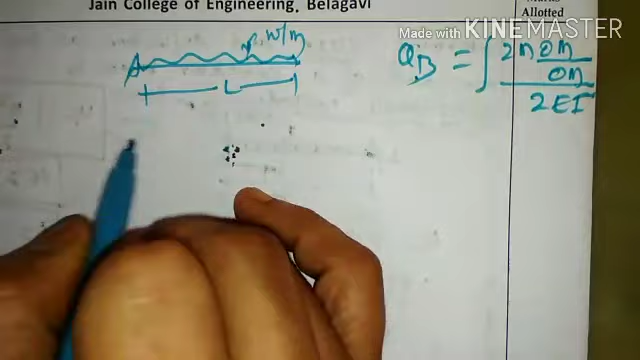 Jain College of Engineering, Belagavi
Allotted
Made with KINEMASTER
A w/m
L
θB = ∫ 2M ∂M
∂M
2EI